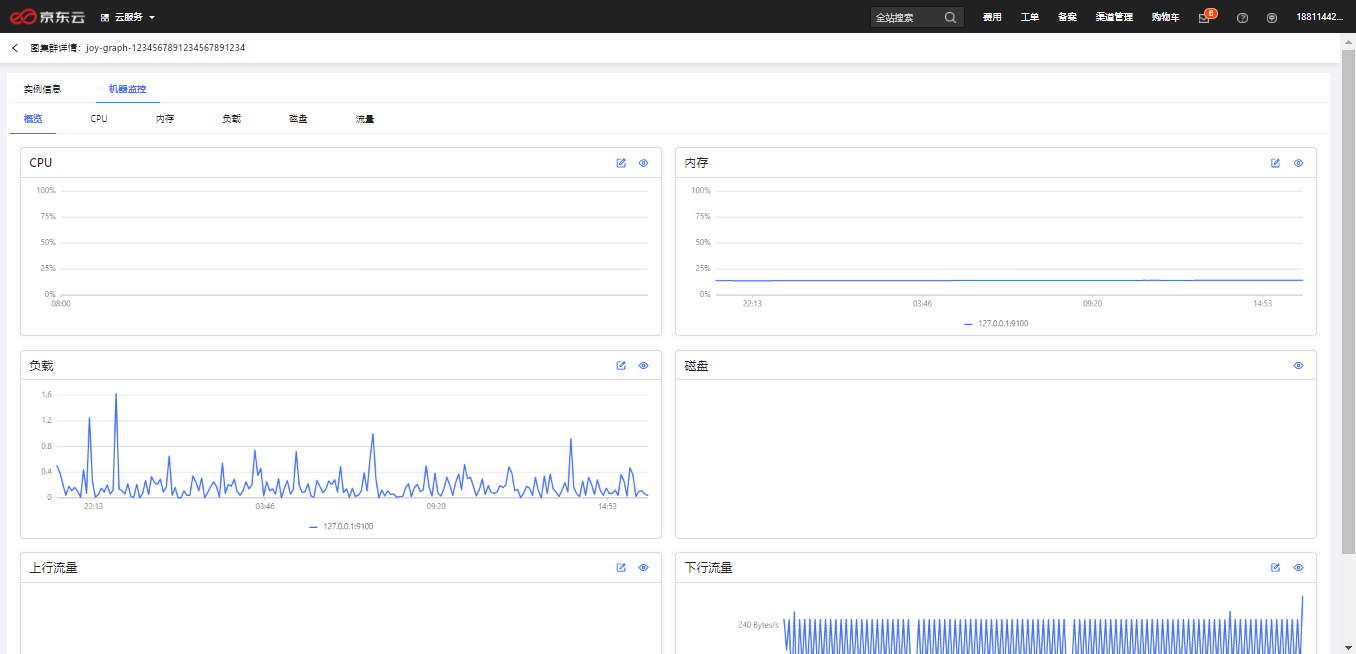 京东云 云服务 全站搜索 费用 工单 备案 渠道管理 购物车 6 18811442...
图集群详情: joy-graph-1234567891234567891234
实例信息 机器监控
概览 CPU 内存 负载 磁盘 流量
CPU
100%
75%
50%
25%
0%
08:00
内存
100%
75%
50%
25%
0%
22:13 03:46 09:20 14:53
127.0.0.1:9100
负载
1.6
1.2
0.8
0.4
0
22:13 03:46 09:20 14:53
127.0.0.1:9100
磁盘
上行流量
下行流量
240 Bytes/s